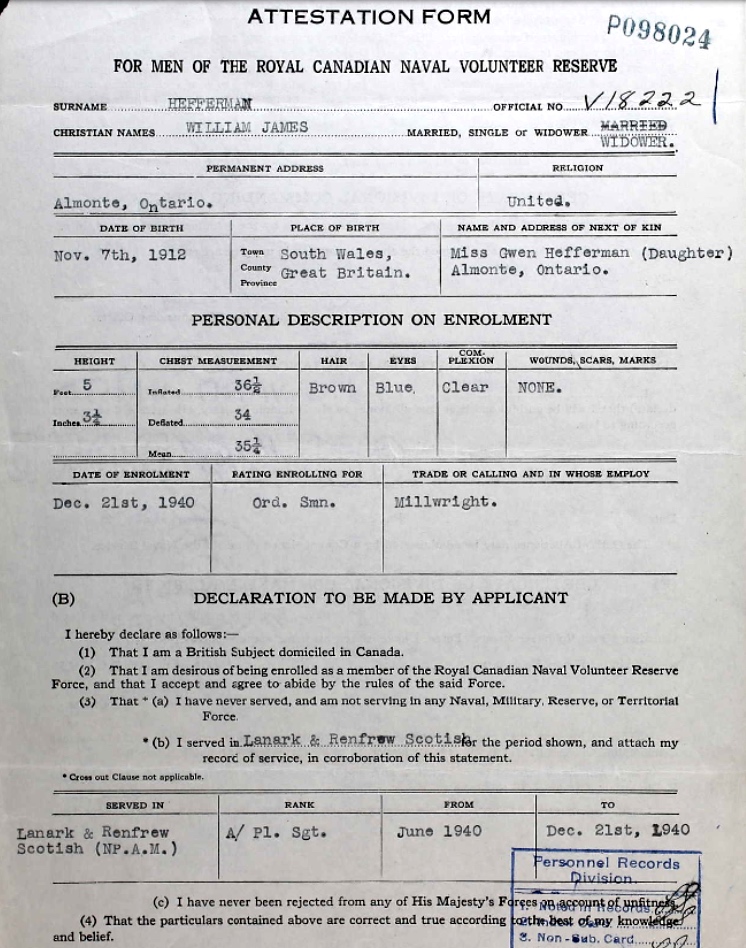 ATTESTATION FORM
P098024
FOR MEN OF THE ROYAL CANADIAN NAVAL VOLUNTEER RESERVE
SURNAME HEFFERMAN OFFICIAL NO V18222
CHRISTIAN NAMES WILLIAM JAMES MARRIED, SINGLE or WIDOWER MARRIED
WIDOWER.
PERMANENT ADDRESS RELIGION
Almonte, Ontario. United.
DATE OF BIRTH PLACE OF BIRTH NAME AND ADDRESS OF NEXT OF KIN
Nov. 7th, 1912 Town South Wales, Miss Gwen Hefferman (Daughter)
County Great Britain. Almonte, Ontario.
Province
PERSONAL DESCRIPTION ON ENROLMENT
HEIGHT CHEST MEASUREMENT HAIR EYES COM-PLEXION WOUNDS, SCARS, MARKS
Feet 5 Inflated 36½ Brown Blue. Clear NONE.
Inches 3½ Deflated 34
Mean 35¼
DATE OF ENROLMENT RATING ENROLLING FOR TRADE OR CALLING AND IN WHOSE EMPLOY
Dec. 21st, 1940 Ord. Smn. Millwright.
(B) DECLARATION TO BE MADE BY APPLICANT
I hereby declare as follows:—
(1) That I am a British Subject domiciled in Canada.
(2) That I am desirous of being enrolled as a member of the Royal Canadian Naval Volunteer Reserve
Force, and that I accept and agree to abide by the rules of the said Force.
(3) That * (a) I have never served, and am not serving in any Naval, Military, Reserve, or Territorial
Force.
* (b) I served in Lanark & Renfrew Scotish for the period shown, and attach my
record of service, in corroboration of this statement.
* Cross out Clause not applicable.
SERVED IN RANK FROM TO
Lanark & Renfrew A/ Pl. Sgt. June 1940 Dec. 21st, 1940
Scotish (NP.A.M.)
Personnel Records
Division.
(c) I have never been rejected from any of His Majesty's Forces on account of unfitness.
1. Noted in Records
(4) That the particulars contained above are correct and true according to the best of my knowledge
and belief.
3. Non-Sub. Card